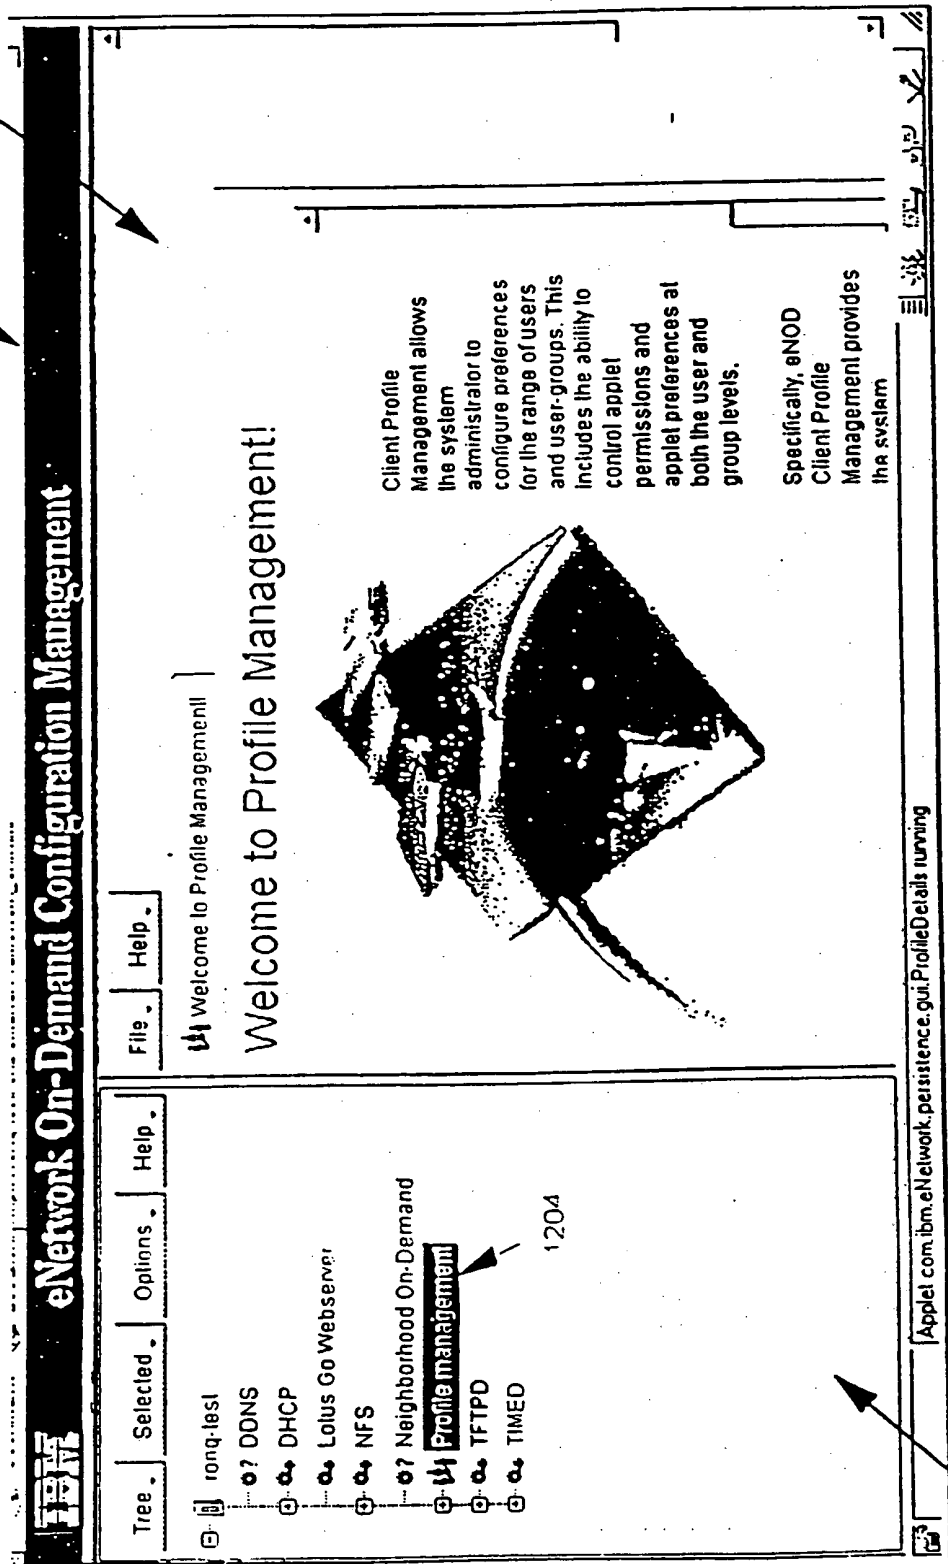 IBM eNetwork On-Demand Configuration Management
Tree Selected Options Help
ronq-test
DDNS
DHCP
Lotus Go Webserver
NFS
Neighborhood On-Demand
Profile management
TFTPD
TIMED
1204
File Help
Welcome to Profile Management!
Welcome to Profile Management!
Client Profile
Management allows
the system
administrator to
configure preferences
for the range of users
and user-groups. This
includes the ability to
control applet
permissions and
applet preferences at
both the user and
group levels.
Specifically, eNOD
Client Profile
Management provides
the system
Applet com.ibm.eNetwork.persistence.gui.ProfileDetails running